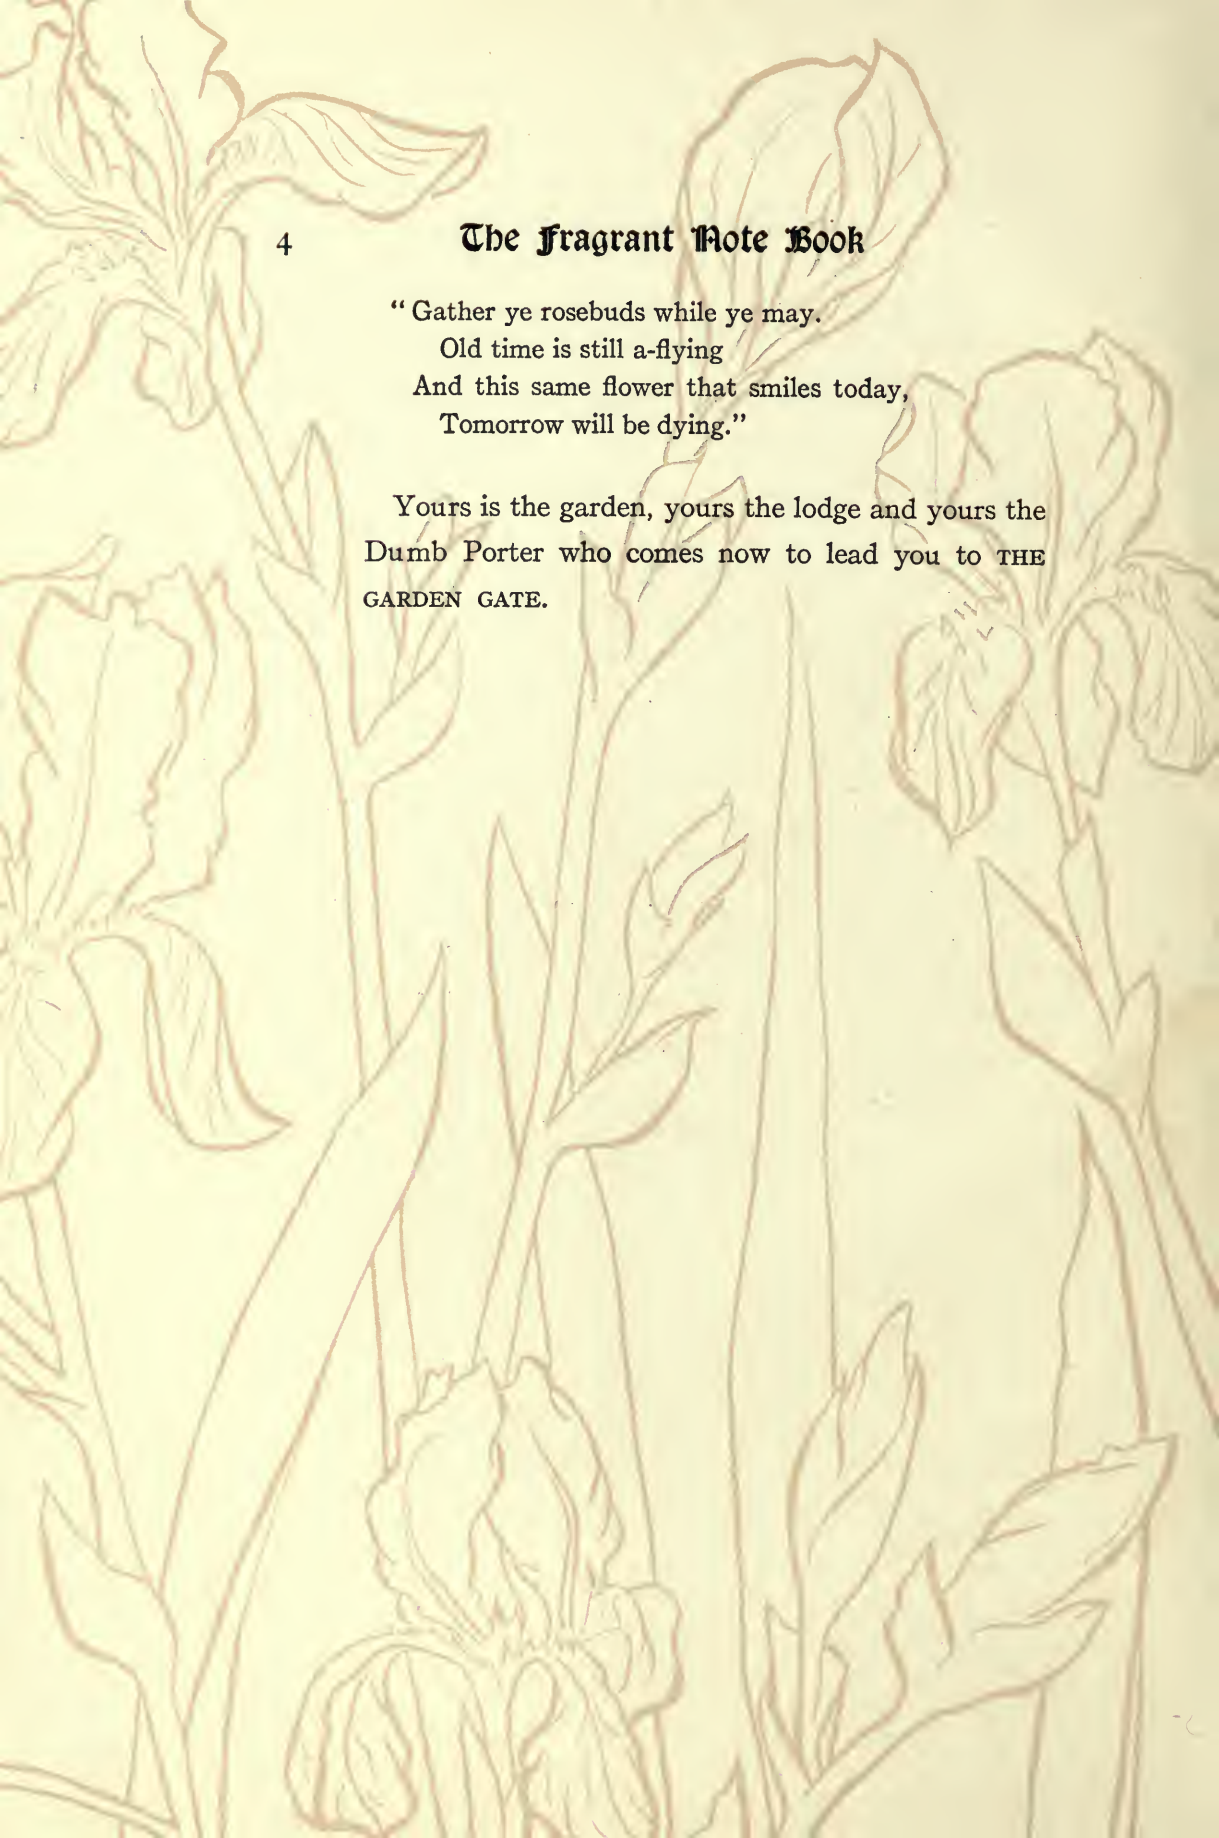 4 The Fragrant Note Book
“Gather ye rosebuds while ye may.
Old time is still a-flying
And this same flower that smiles today,
Tomorrow will be dying.”
Yours is the garden, yours the lodge and yours the
Dumb Porter who comes now to lead you to THE
GARDEN GATE.